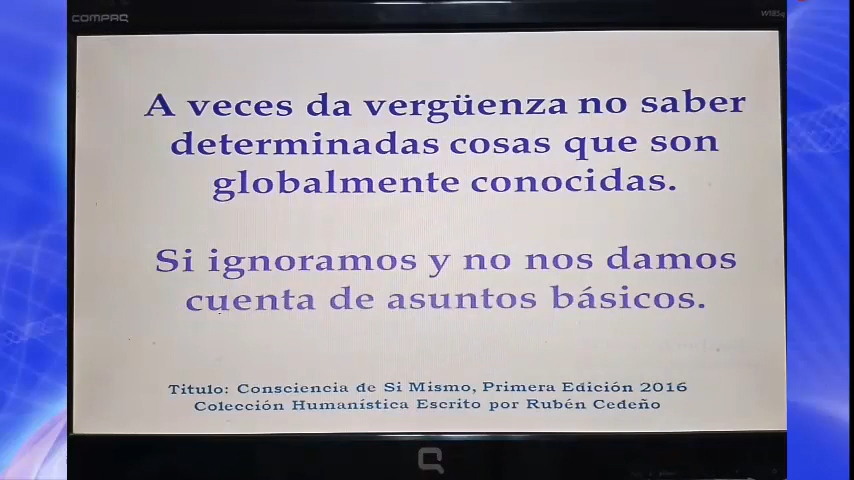 COMPAQ
W185q
A veces da vergüenza no saber
determinadas cosas que son
globalmente conocidas.
Si ignoramos y no nos damos
cuenta de asuntos básicos.
Titulo: Consciencia de Si Mismo, Primera Edición 2016
Colección Humanística Escrito por Rubén Cedeño